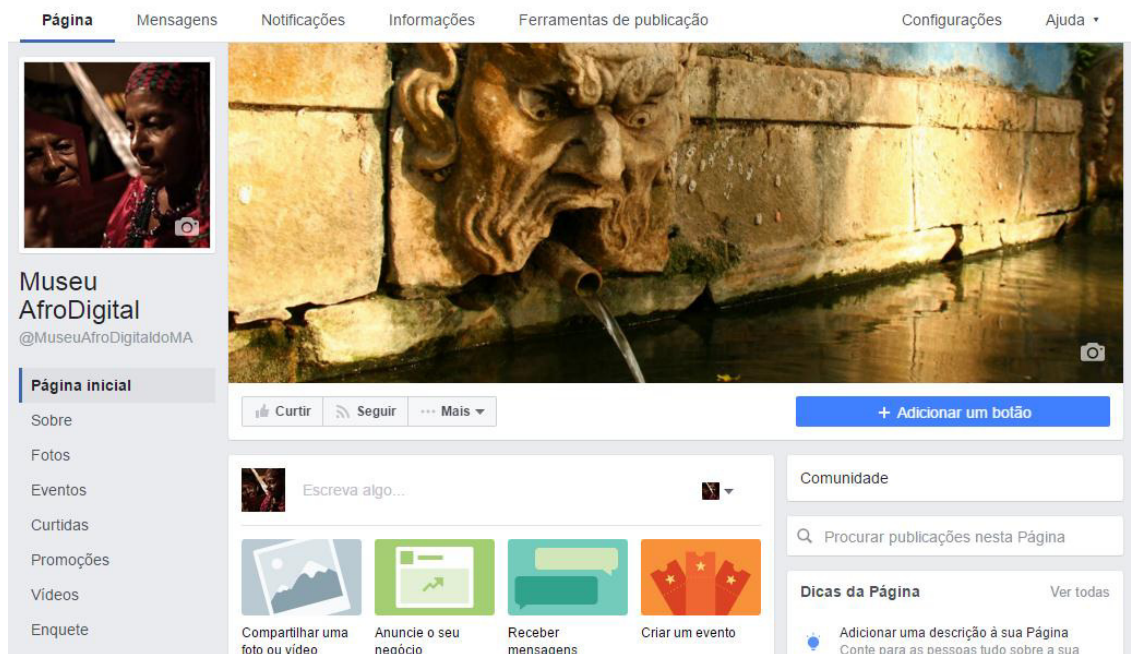 Página Mensagens Notificações Informações Ferramentas de publicação Configurações Ajuda
Museu
AfroDigital
@MuseuAfroDigitaldoMA
Página inicial
Sobre
Fotos
Eventos
Curtidas
Promoções
Vídeos
Enquete
Curtir Seguir Mais
+ Adicionar um botão
Escreva algo...
Compartilhar uma
foto ou vídeo
Anuncie o seu
negócio
Receber
mensagens
Criar um evento
Comunidade
Procurar publicações nesta Página
Dicas da Página Ver todas
Adicionar uma descrição à sua Página
Conte para as pessoas tudo sobre a sua